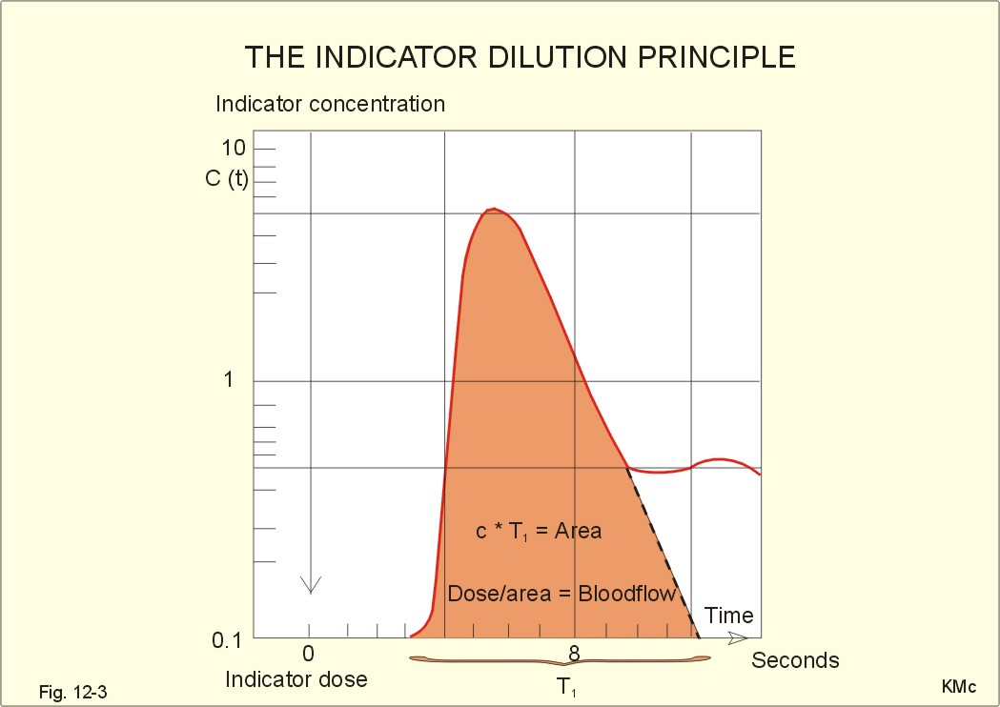 THE INDICATOR DILUTION PRINCIPLE
Indicator concentration
10
C (t)
1
c * T₁ = Area
Dose/area = Bloodflow
Time
0.1
0
8
Seconds
Indicator dose
T₁
Fig. 12-3
KMc